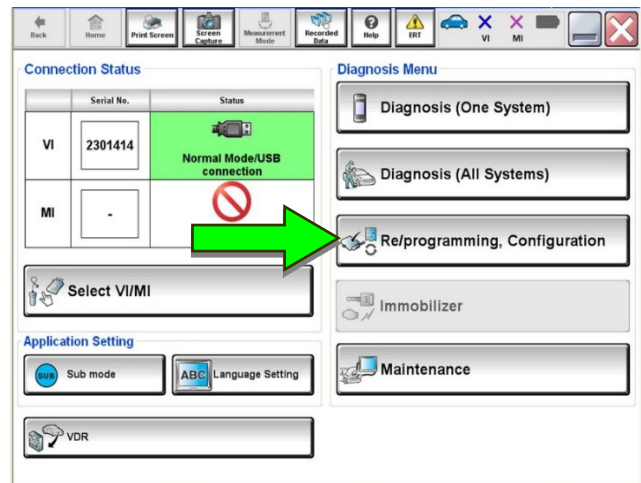 Back
Home
Print Screen
Screen
Capture
Measurement
Mode
Recorded
Data
Help
ERT
VI
MI
Connection Status
Serial No.
Status
VI
2301414
Normal Mode/USB
connection
MI
-
Select VI/MI
Application Setting
SUB
Sub mode
ABC
Language Setting
VDR
Diagnosis Menu
Diagnosis (One System)
Diagnosis (All Systems)
Re/programming, Configuration
Immobilizer
Maintenance